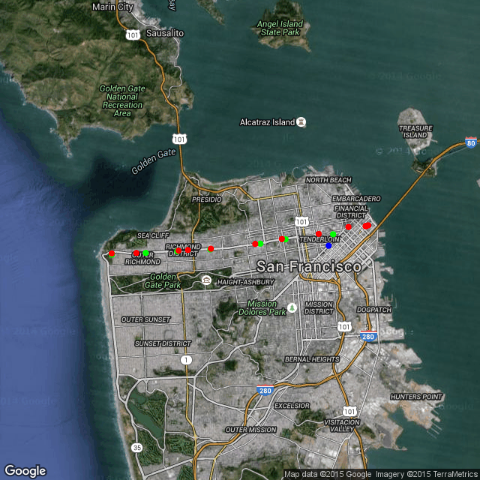 Marin City
101
Sausalito
Angel Island
State Park
Golden Gate
National
Recreation
Area
Alcatraz Island
TREASURE
ISLAND
101
80
Golden Gate
NORTH BEACH
PRESIDIO
EMBARCADERO
FINANCIAL
DISTRICT
101
SEA CLIFF
TENDERLOIN
RICHMOND
DISTRICT
RICHMOND
San Francisco
Golden
Gate Park
HAIGHT-ASHBURY
Mission
Dolores Park
MISSION
DISTRICT
DOGPATCH
OUTER SUNSET
101
280
SUNSET DISTRICT
1
BERNAL HEIGHTS
280
HUNTERS POINT
EXCELSIOR
101
VISITACION
VALLEY
OUTER MISSION
35
Google
Map data ©2015 Google Imagery ©2015 TerraMetrics